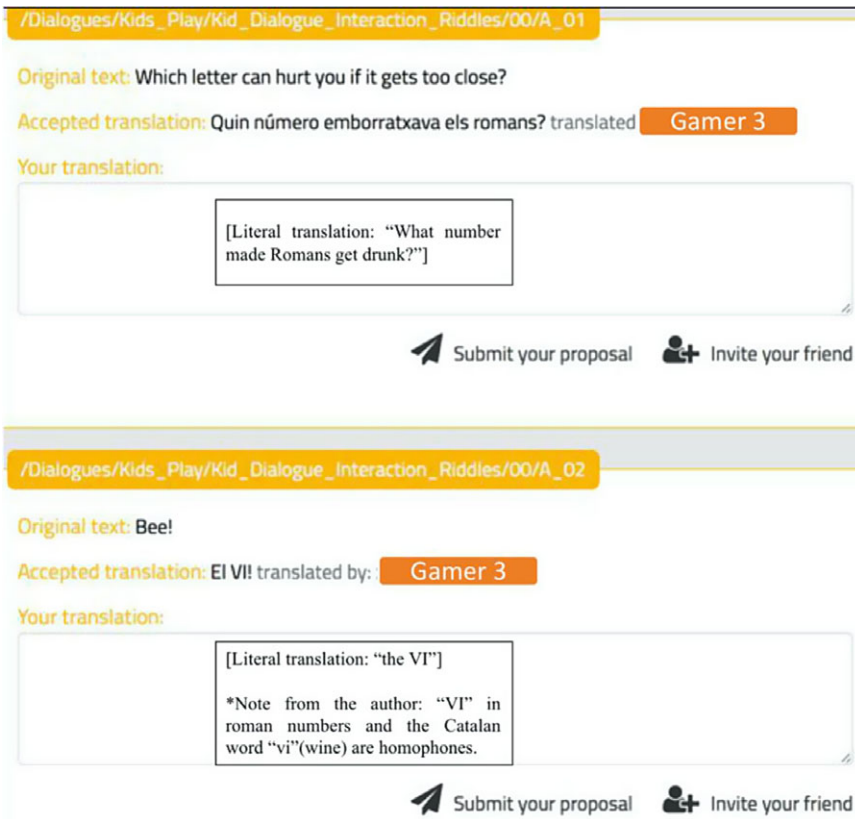 /Dialogues/Kids_Play/Kid_Dialogue_Interaction_Riddles/00/A_01
Original text: Which letter can hurt you if it gets too close?
Accepted translation: Quin número emborratxava els romans? translated Gamer 3
Your translation:
[Literal translation: “What number
made Romans get drunk?”]
Submit your proposal Invite your friend
/Dialogues/Kids_Play/Kid_Dialogue_Interaction_Riddles/00/A_02
Original text: Bee!
Accepted translation: El VI! translated by: Gamer 3
Your translation:
[Literal translation: “the VI”]
*Note from the author: “VI” in
roman numbers and the Catalan
word “vi”(wine) are homophones.
Submit your proposal Invite your friend